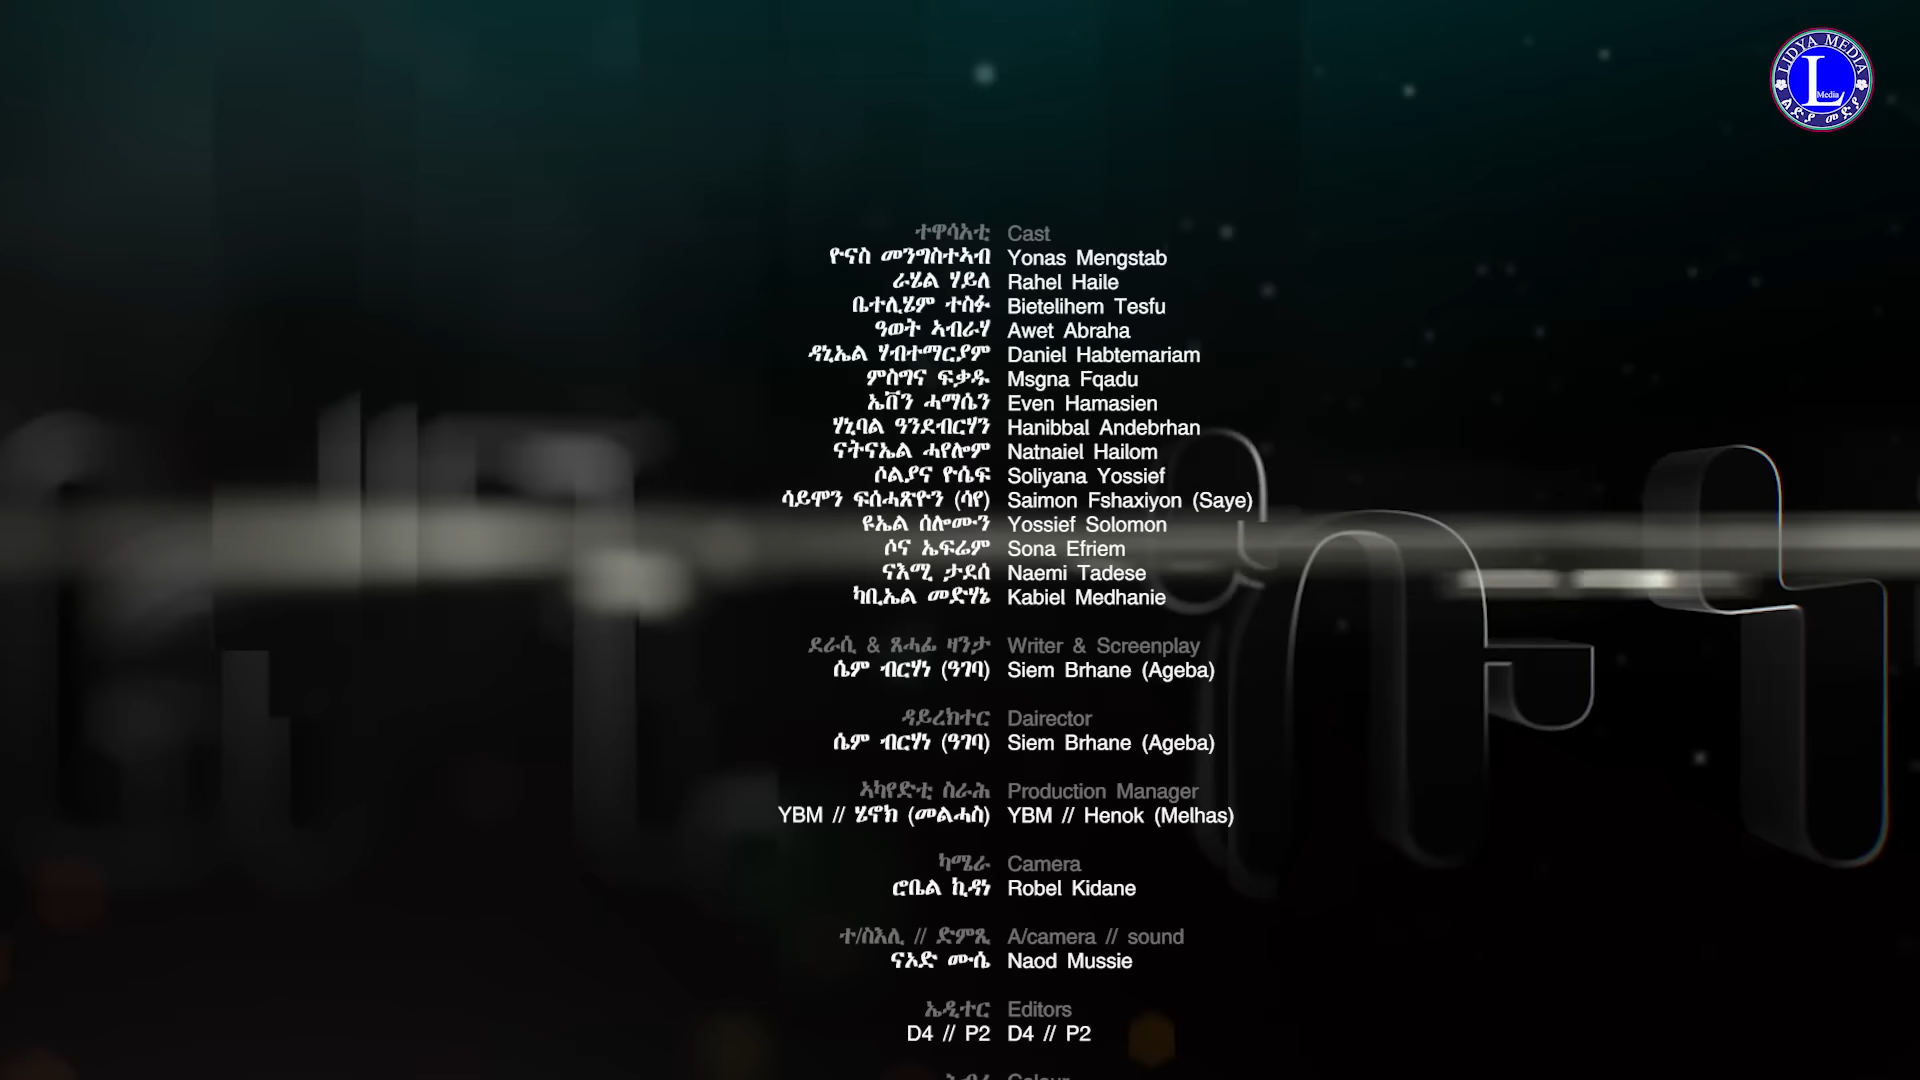 LIDYA MEDIA
L
Media
ልድያ መድያ
ተዋሳእቲ Cast
ዮናስ መንግስተኣብ Yonas Mengstab
ራሄል ሃይለ Rahel Haile
ቤተሊሄም ተስፉ Bietelihem Tesfu
ዓወት ኣብራሃ Awet Abraha
ዳኒኤል ሃብተማርያም Daniel Habtemariam
ምስግና ፍቃዱ Msgna Fqadu
ኤቨን ሓማሴን Even Hamasien
ሃኒባል ዓንደብርሃን Hanibbal Andebrhan
ናትናኤል ሓየሎም Natnaiel Hailom
ሶልያና ዮሴፍ Soliyana Yossief
ሳይሞን ፍሰሓጽዮን (ሳየ) Saimon Fshaxiyon (Saye)
ዩኤል ሰሎሙን Yossief Solomon
ሶና ኤፍሬም Sona Efriem
ናእሚ ታደሰ Naemi Tadese
ካቢኤል መድሃኔ Kabiel Medhanie
ደራሲ & ጸሓፊ ዛንታ Writer & Screenplay
ሴም ብርሃነ (ዓገባ) Siem Brhane (Ageba)
ዳይረክተር Dairector
ሴም ብርሃነ (ዓገባ) Siem Brhane (Ageba)
ኣካየድቲ ስራሕ Production Manager
YBM // ሄኖክ (መልሓስ) YBM // Henok (Melhas)
ካሜራ Camera
ሮቤል ኪዳነ Robel Kidane
ተ/ስእሊ // ድምጺ A/camera // sound
ናኦድ ሙሴ Naod Mussie
ኤዲተር Editors
D4 // P2 D4 // P2